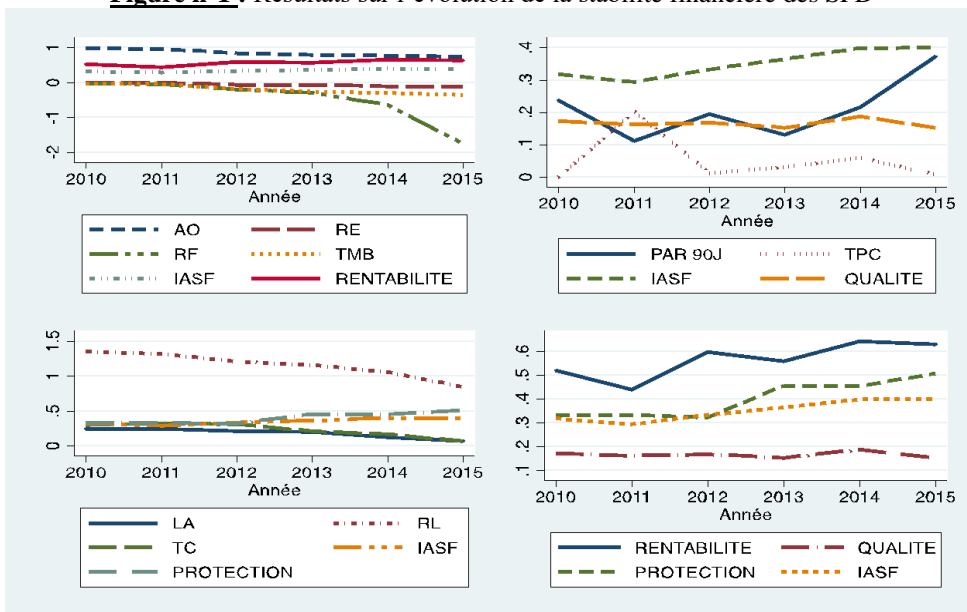 Figure n°1 : Résultats sur l'évolution de la stabilité financière des SFD
1
0
-1
-2
2010 2011 2012 2013 2014 2015
Année
AO RE
RF TMB
IASF RENTABILITE
.4
.3
.2
.1
0
2010 2011 2012 2013 2014 2015
Année
PAR 90J TPC
IASF QUALITE
1.5
1
.5
0
2010 2011 2012 2013 2014 2015
Année
LA RL
TC IASF
PROTECTION
.6
.5
.4
.3
.2
.1
2010 2011 2012 2013 2014 2015
Année
RENTABILITE QUALITE
PROTECTION IASF